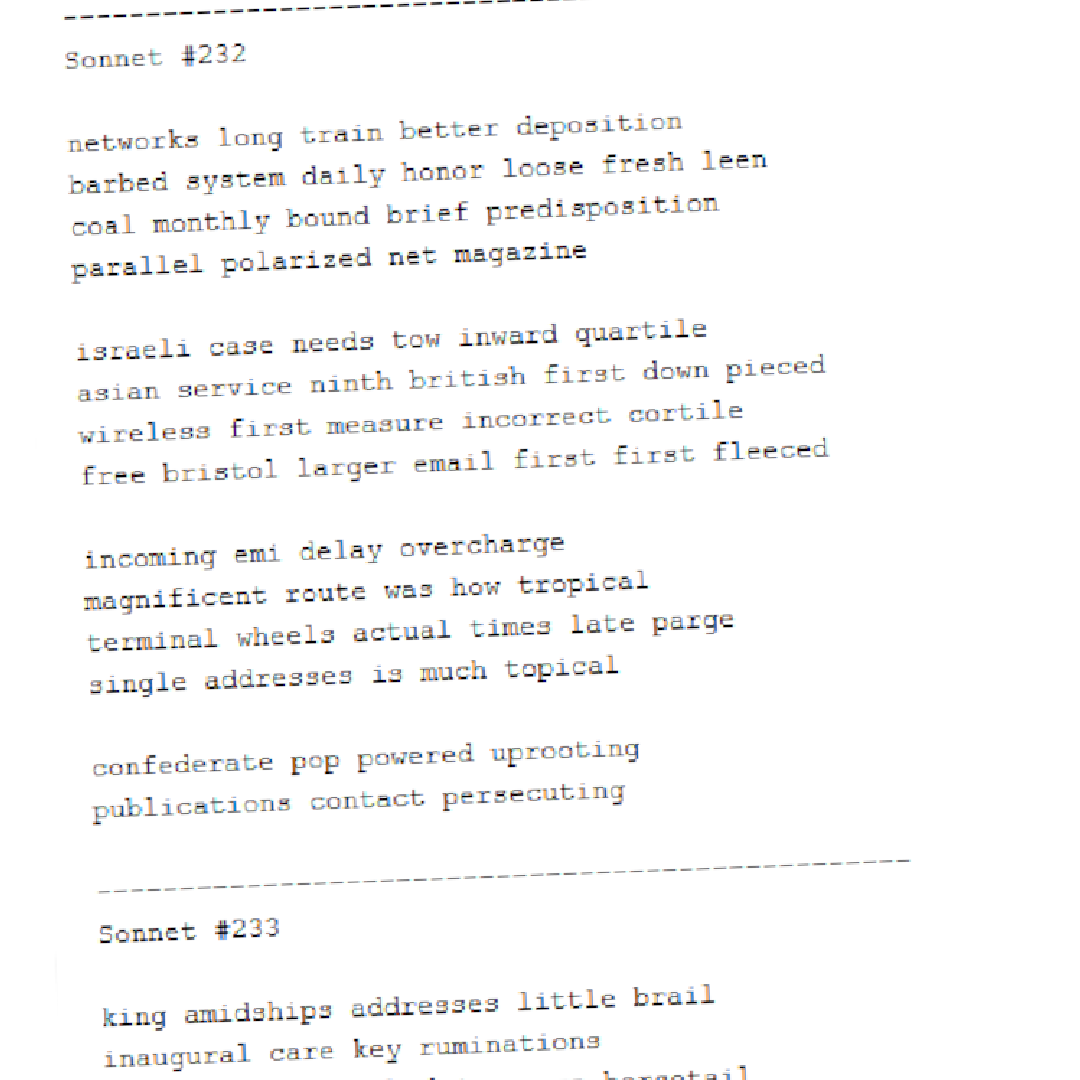 Sonnet #232
networks long train better deposition
barbed system daily honor loose fresh leen
coal monthly bound brief predisposition
parallel polarized net magazine
israeli case needs tow inward quartile
asian service ninth british first down pieced
wireless first measure incorrect cortile
free bristol larger email first first fleeced
incoming emi delay overcharge
magnificent route was how tropical
terminal wheels actual times late parge
single addresses is much topical
confederate pop powered uprooting
publications contact persecuting
Sonnet #233
king amidships addresses little brail
inaugural care key ruminations